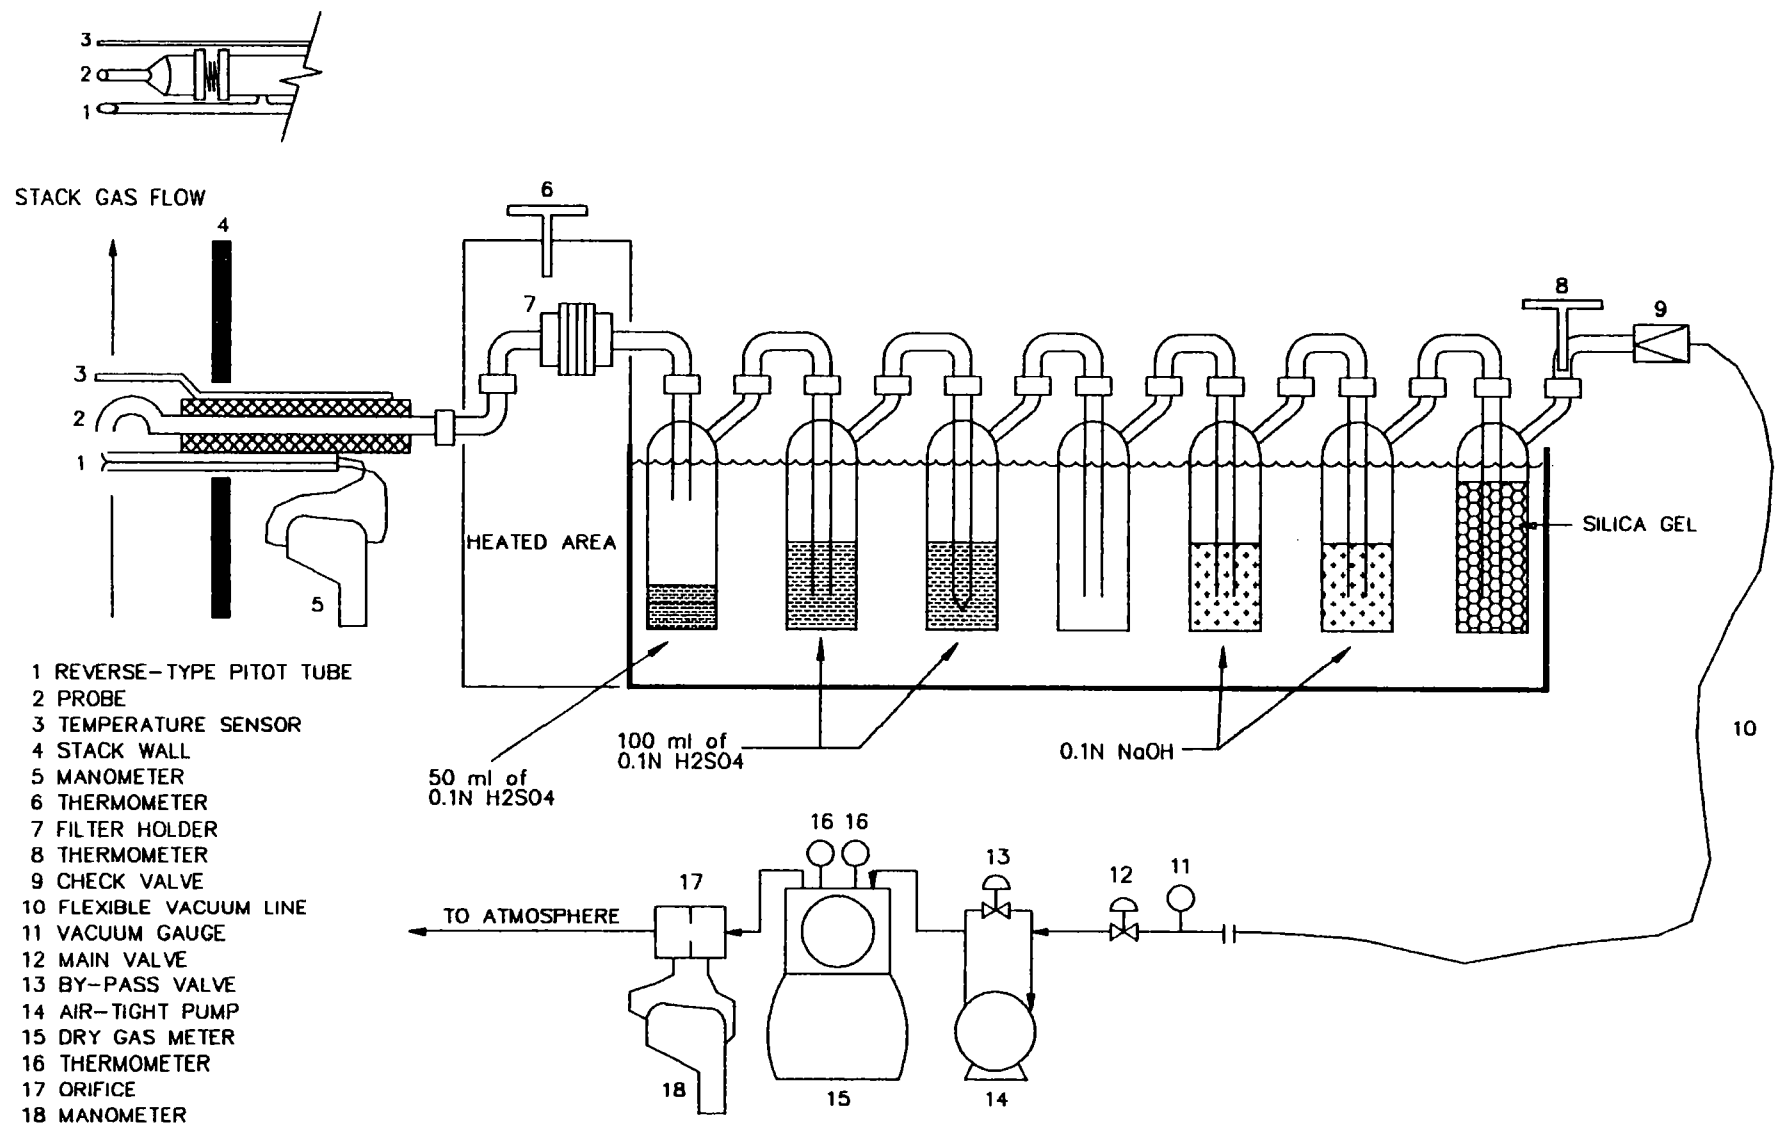 3
2
1
STACK GAS FLOW
4
6
7
8
9
3
2
1
5
HEATED AREA
SILICA GEL
10
50 ml of
0.1N H2SO4
100 ml of
0.1N H2SO4
0.1N NaOH
1 REVERSE-TYPE PITOT TUBE
2 PROBE
3 TEMPERATURE SENSOR
4 STACK WALL
5 MANOMETER
6 THERMOMETER
7 FILTER HOLDER
8 THERMOMETER
9 CHECK VALVE
10 FLEXIBLE VACUUM LINE
11 VACUUM GAUGE
12 MAIN VALVE
13 BY-PASS VALVE
14 AIR-TIGHT PUMP
15 DRY GAS METER
16 THERMOMETER
17 ORIFICE
18 MANOMETER
16 16
13
12
11
17
TO ATMOSPHERE
18
15
14